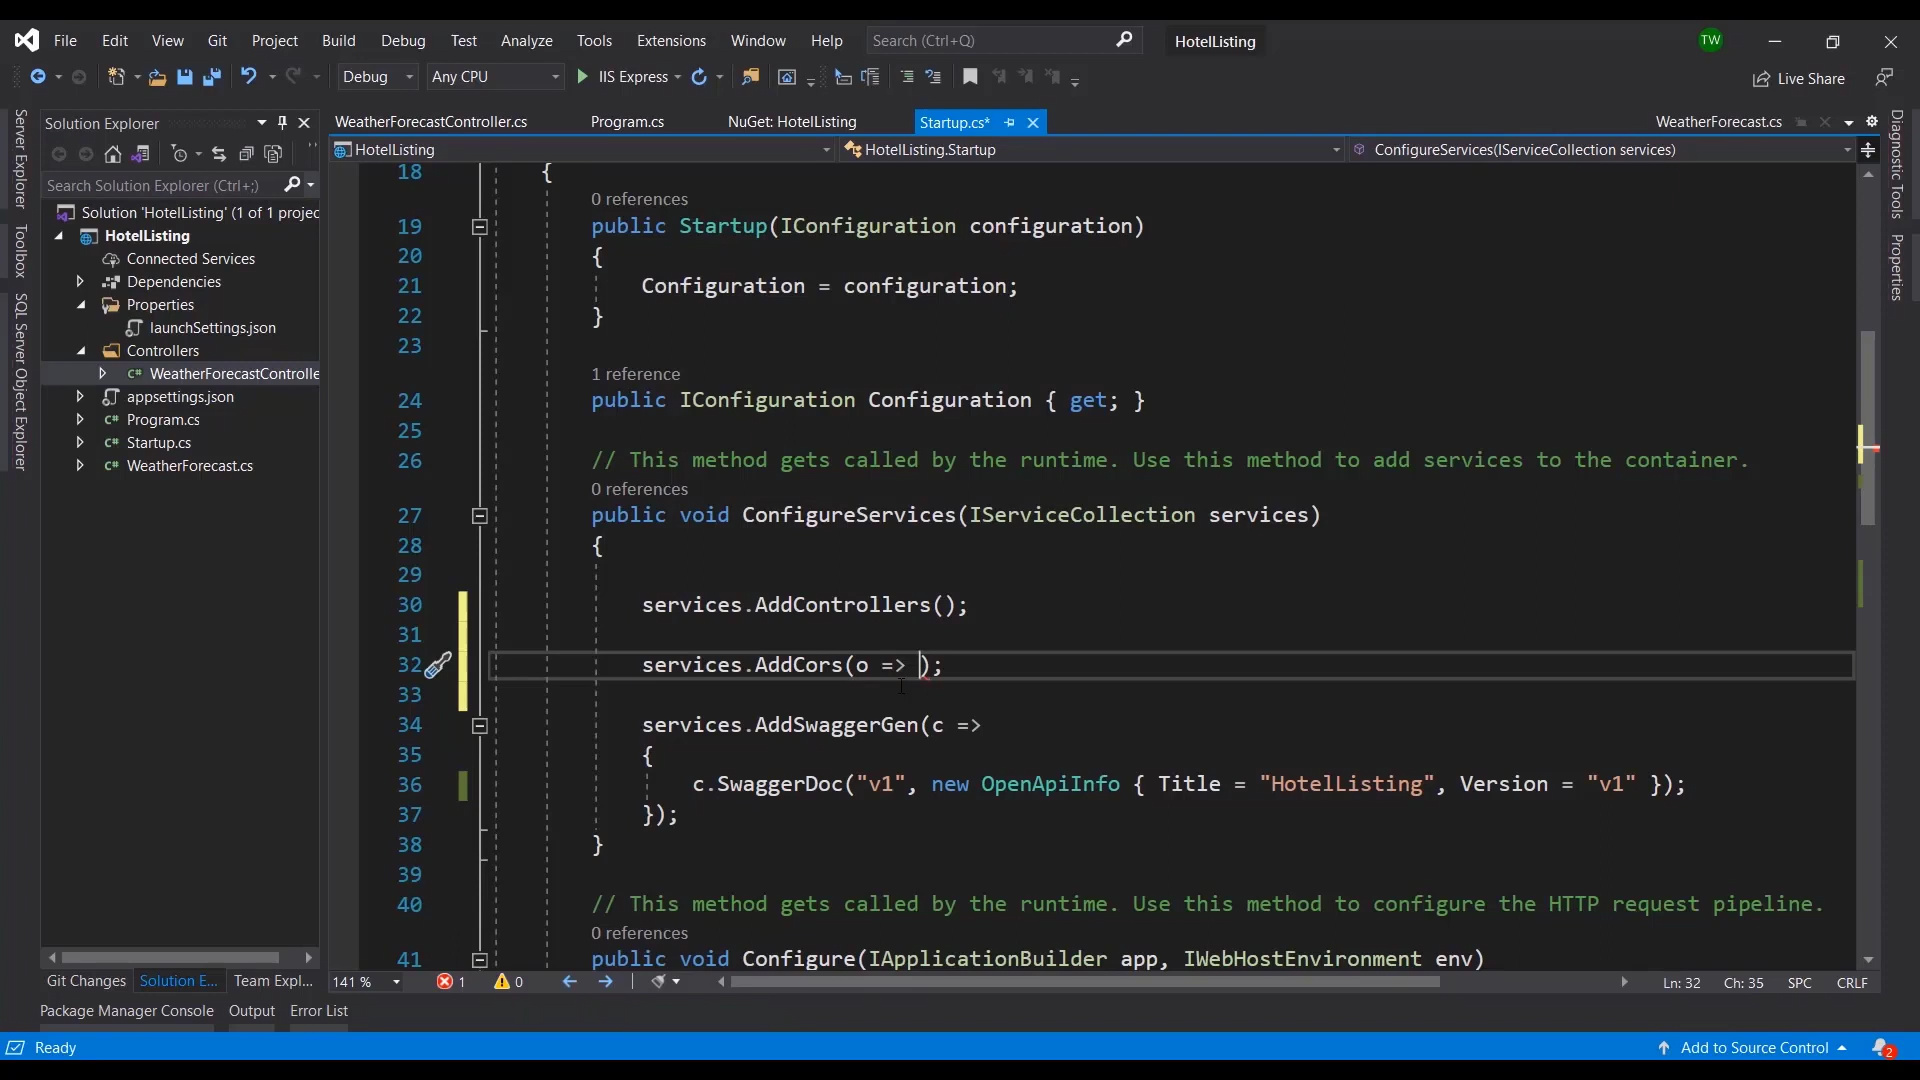 File Edit View Git Project Build Debug Test Analyze Tools Extensions Window Help Search (Ctrl+Q) HotelListing TW
Debug Any CPU IIS Express Live Share
Server Explorer
Toolbox
SQL Server Object Explorer
Solution Explorer
Search Solution Explorer (Ctrl+;)
Solution 'HotelListing' (1 of 1 projec
HotelListing
Connected Services
Dependencies
Properties
launchSettings.json
Controllers
C# WeatherForecastControlle
appsettings.json
C# Program.cs
C# Startup.cs
C# WeatherForecast.cs
Git Changes Solution E... Team Expl...
WeatherForecastController.cs Program.cs NuGet: HotelListing Startup.cs* WeatherForecast.cs
HotelListing HotelListing.Startup ConfigureServices(IServiceCollection services)
18 {
0 references
19 public Startup(IConfiguration configuration)
20 {
21 Configuration = configuration;
22 }
23
1 reference
24 public IConfiguration Configuration { get; }
25
26 // This method gets called by the runtime. Use this method to add services to the container.
0 references
27 public void ConfigureServices(IServiceCollection services)
28 {
29
30 services.AddControllers();
31
32 services.AddCors(o => );
33
34 services.AddSwaggerGen(c =>
35 {
36 c.SwaggerDoc("v1", new OpenApiInfo { Title = "HotelListing", Version = "v1" });
37 });
38 }
39
40 // This method gets called by the runtime. Use this method to configure the HTTP request pipeline.
0 references
41 public void Configure(IApplicationBuilder app, IWebHostEnvironment env)
141 % 1 0 Ln: 32 Ch: 35 SPC CRLF
Diagnostic Tools
Properties
Package Manager Console Output Error List
Ready Add to Source Control 2